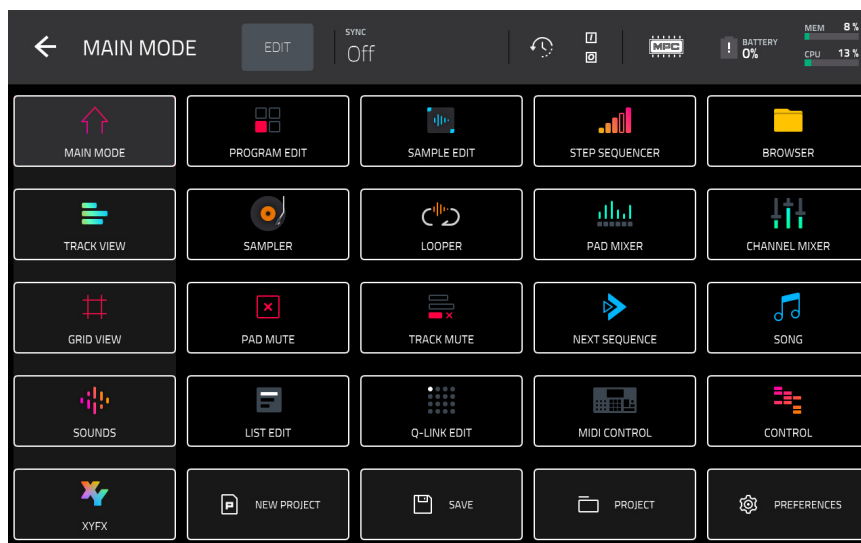 MAIN MODE
EDIT
SYNC
Off
I
O
MPC
!
BATTERY
0%
MEM 8%
CPU 13%
MAIN MODE
PROGRAM EDIT
SAMPLE EDIT
STEP SEQUENCER
BROWSER
TRACK VIEW
SAMPLER
LOOPER
PAD MIXER
CHANNEL MIXER
GRID VIEW
PAD MUTE
TRACK MUTE
NEXT SEQUENCE
SONG
SOUNDS
LIST EDIT
Q-LINK EDIT
MIDI CONTROL
CONTROL
XY
XYFX
P
NEW PROJECT
SAVE
PROJECT
PREFERENCES